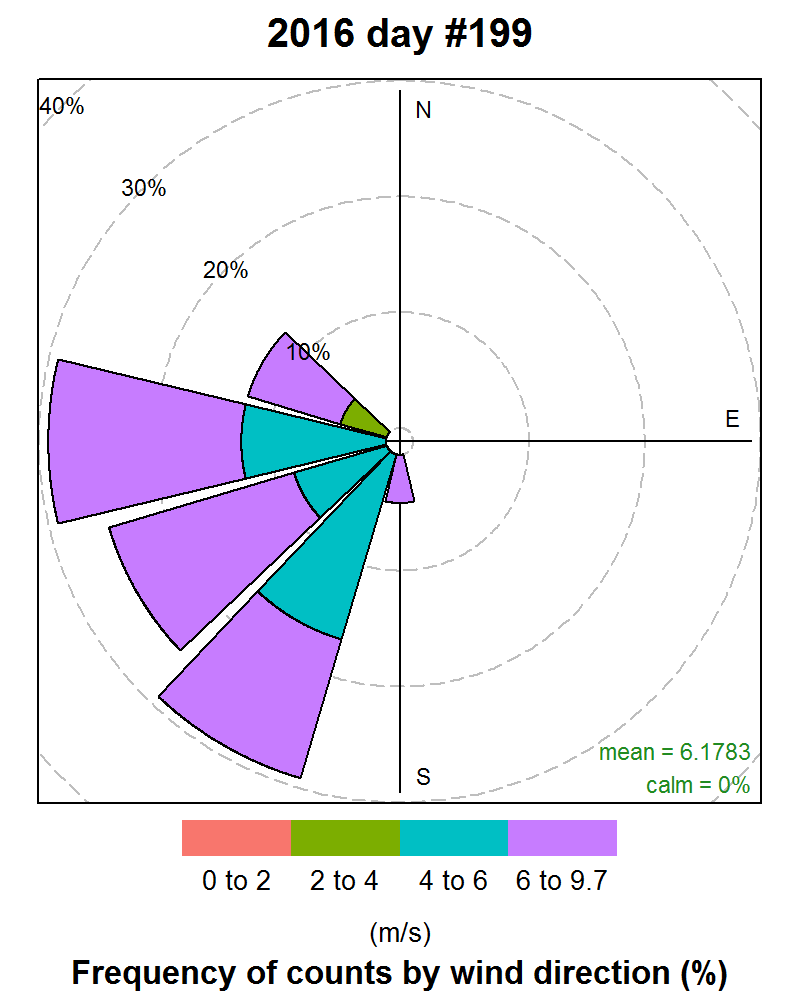 2016 day #199
40%
N
30%
20%
10%
E
mean = 6.1783
S
calm = 0%
0 to 2 2 to 4 4 to 6 6 to 9.7
(m/s)
Frequency of counts by wind direction (%)